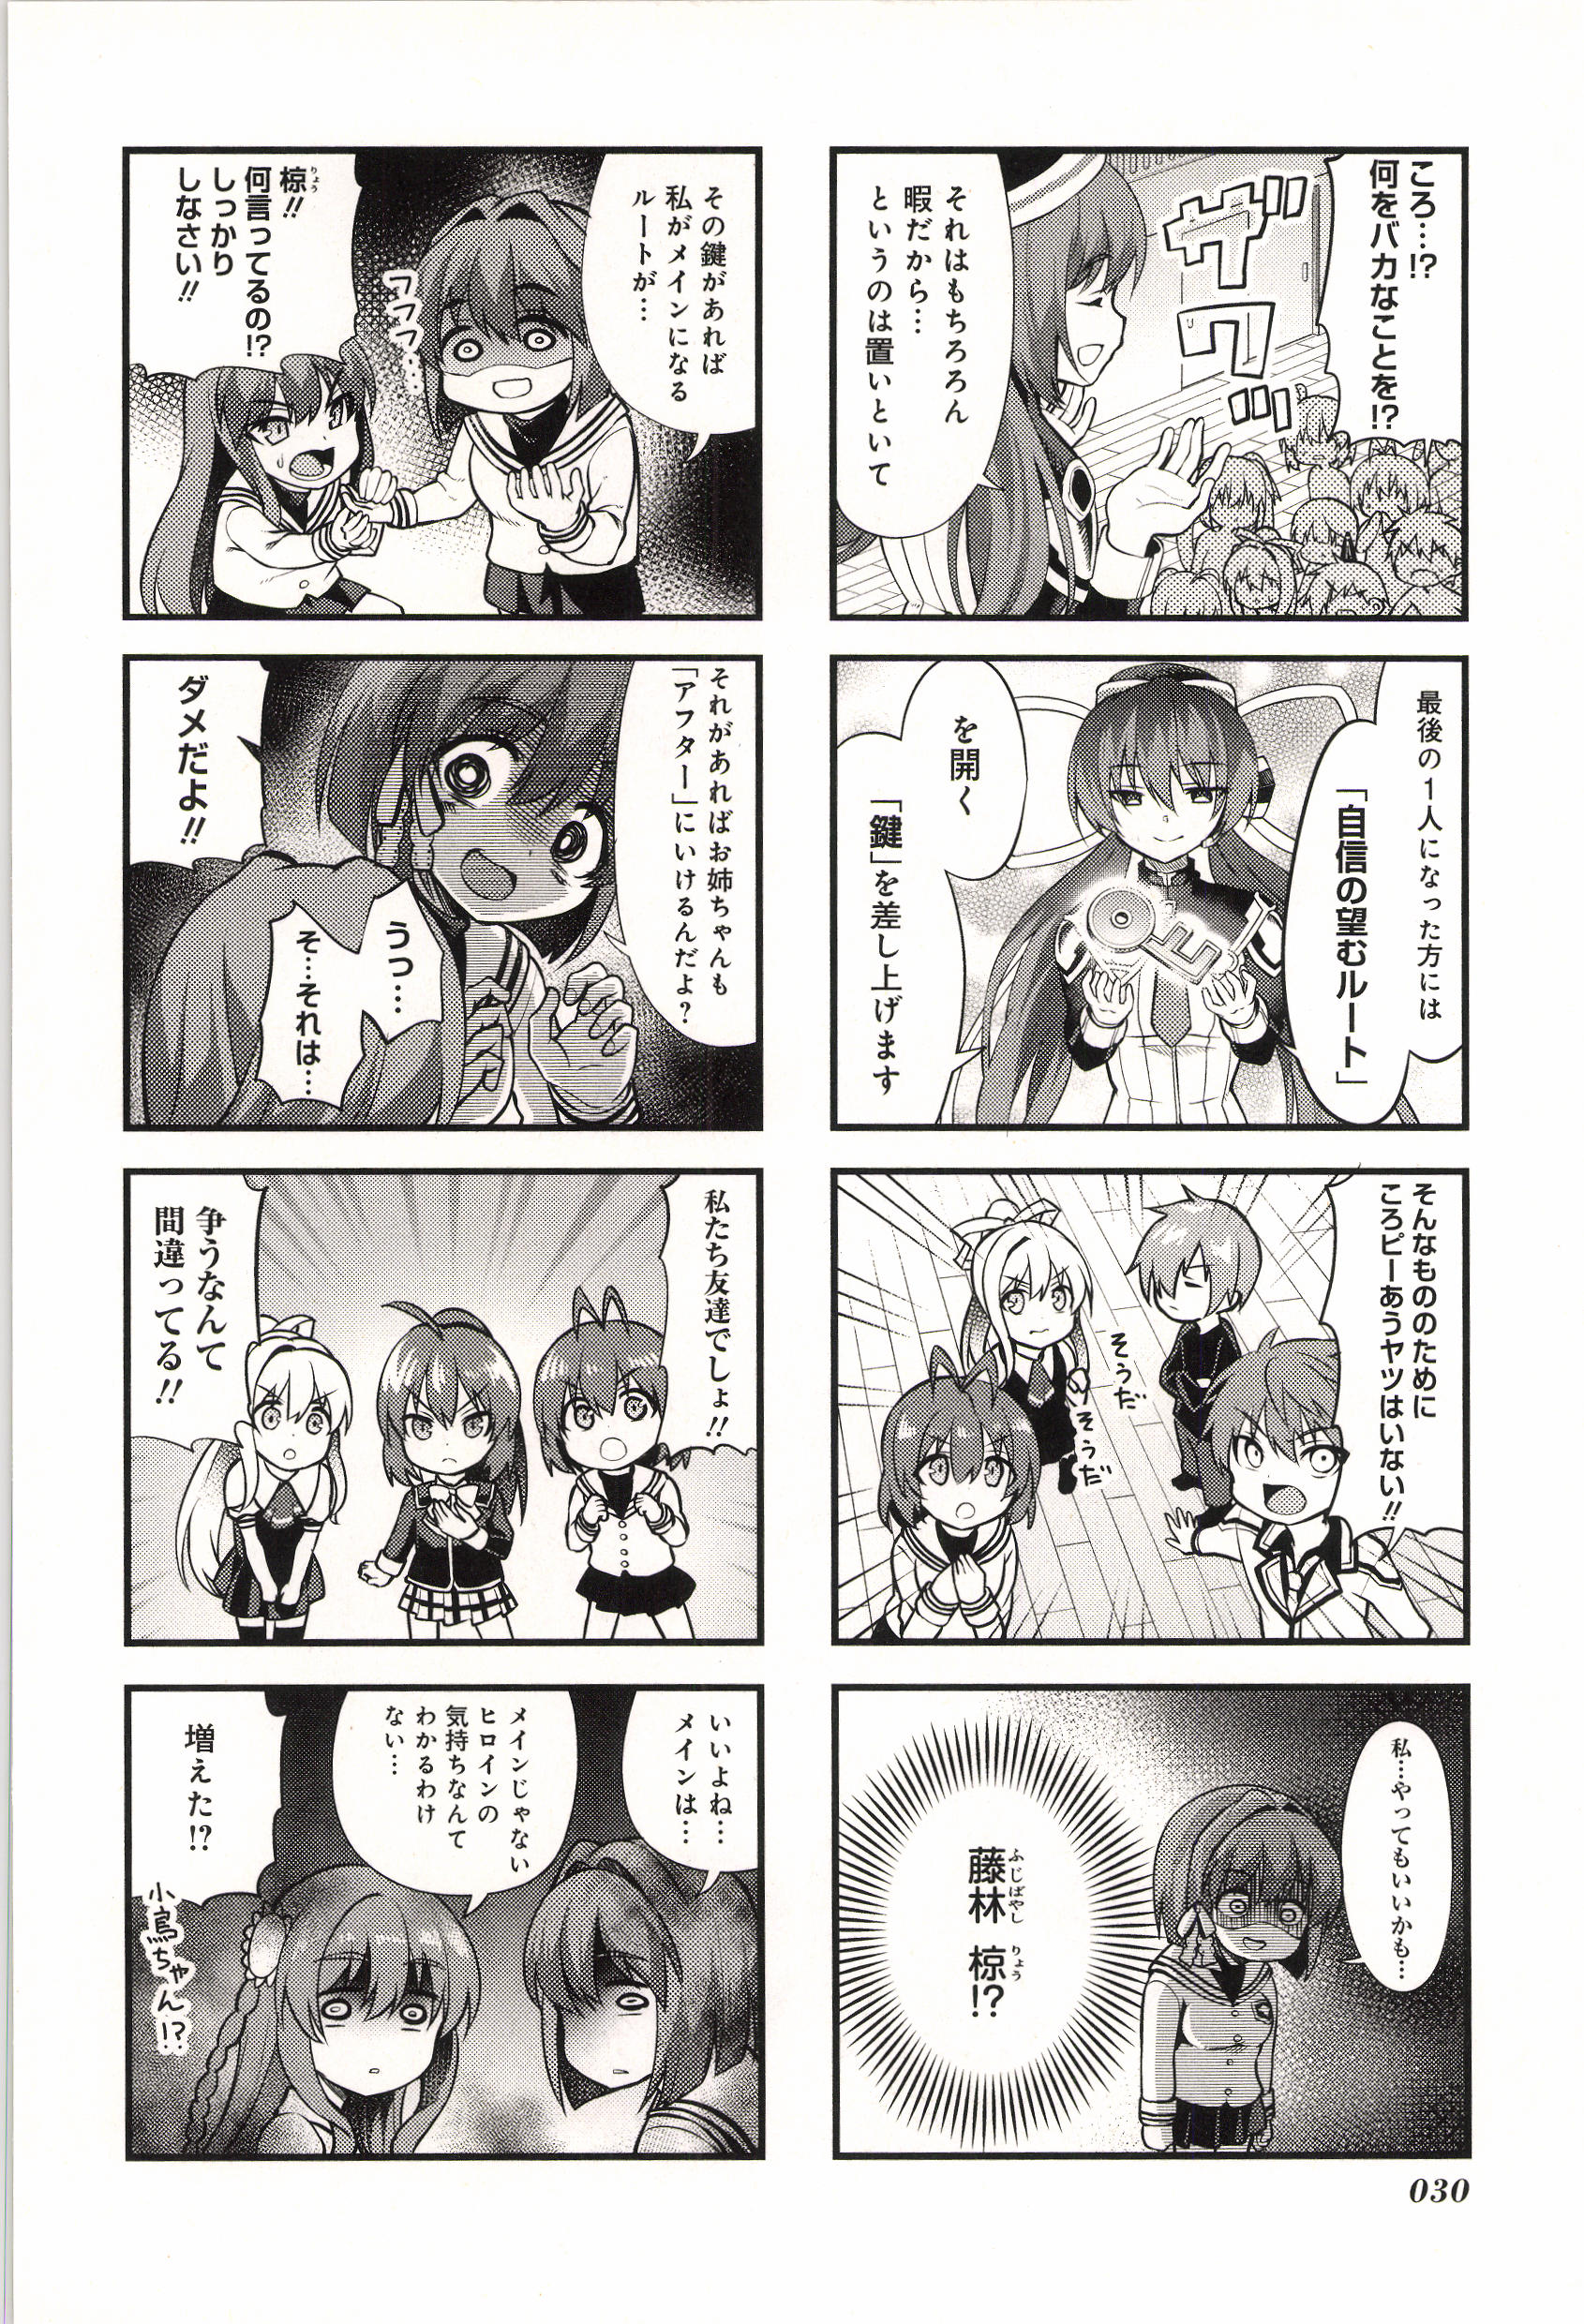 ころ…!?
何をバカなことを!?
ザワッ
それはもちろろん
暇だから…
というのは置いといて
最後の1人になった方には
「自信の望むルート」
を開く
「鍵」を差し上げます
そんなもののために
ころピーあうヤツはいない!!
そうだ
そうだ
私…やってもいいかも…
藤林 椋!?
ふじばやし りょう
その鍵があれば
私がメインになる
ルートが…
フフフ……
椋!!
りょう
何言ってるの!?
しっかり
しなさい!!
それがあればお姉ちゃんも
「アフター」にいけるんだよ?
うっ…
そ…それは…
ダメだよ!!
私たち友達でしょ!!
争うなんて
間違ってる!!
いいよね…
メインは…
メインじゃない
ヒロインの
気持ちなんて
わかるわけ
ない…
増えた!?
小鳥ちゃん!?
030